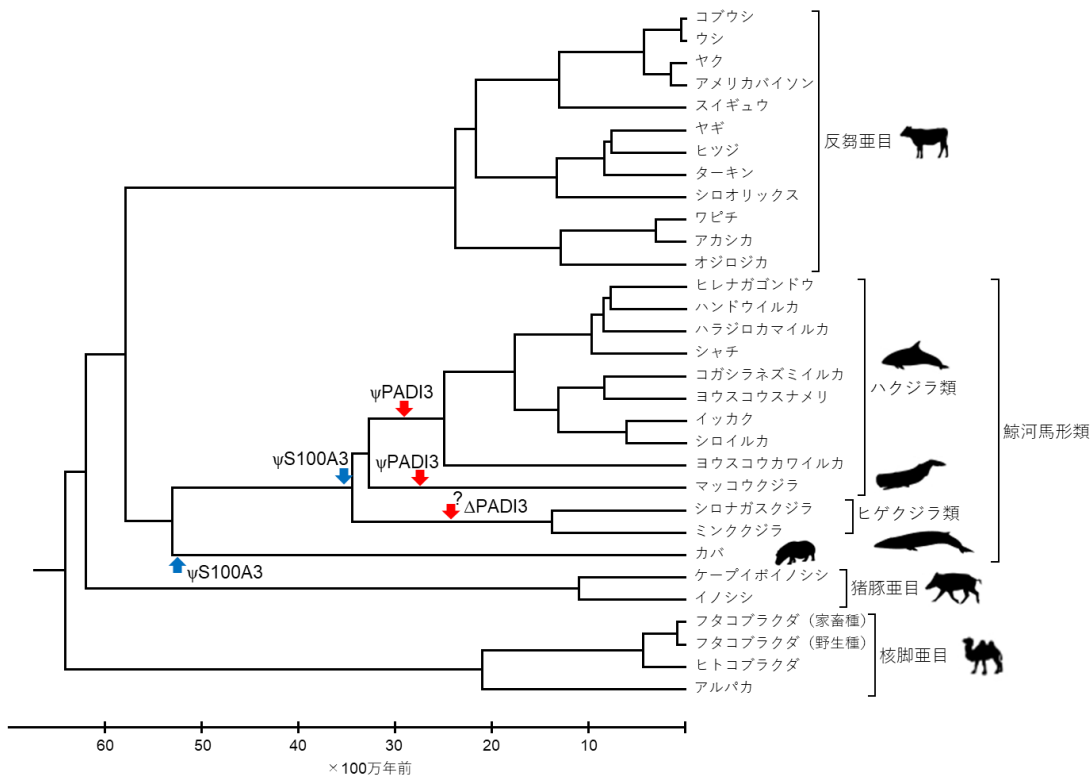 コブウシ
ウシ
ヤク
アメリカバイソン
スイギュウ
ヤギ
ヒツジ
ターキン
シロオリックス
ワピチ
アカシカ
オジロジカ
反芻亜目
ヒレナガゴンドウ
ハンドウイルカ
ハラジロカマイルカ
シャチ
コガシラネズミイルカ
ヨウスコウスナメリ
イッカク
シロイルカ
ヨウスコウカワイルカ
マッコウクジラ
ハクジラ類
シロナガスクジラ
ミンククジラ
ヒゲクジラ類
カバ
鯨河馬形類
ケープイボイノシシ
イノシシ
猪豚亜目
フタコブラクダ（家畜種）
フタコブラクダ（野生種）
ヒトコブラクダ
アルパカ
核脚亜目
ψPADI3
ψS100A3
ψPADI3
? ΔPADI3
ψS100A3
60 50 40 30 20 10
×100万年前